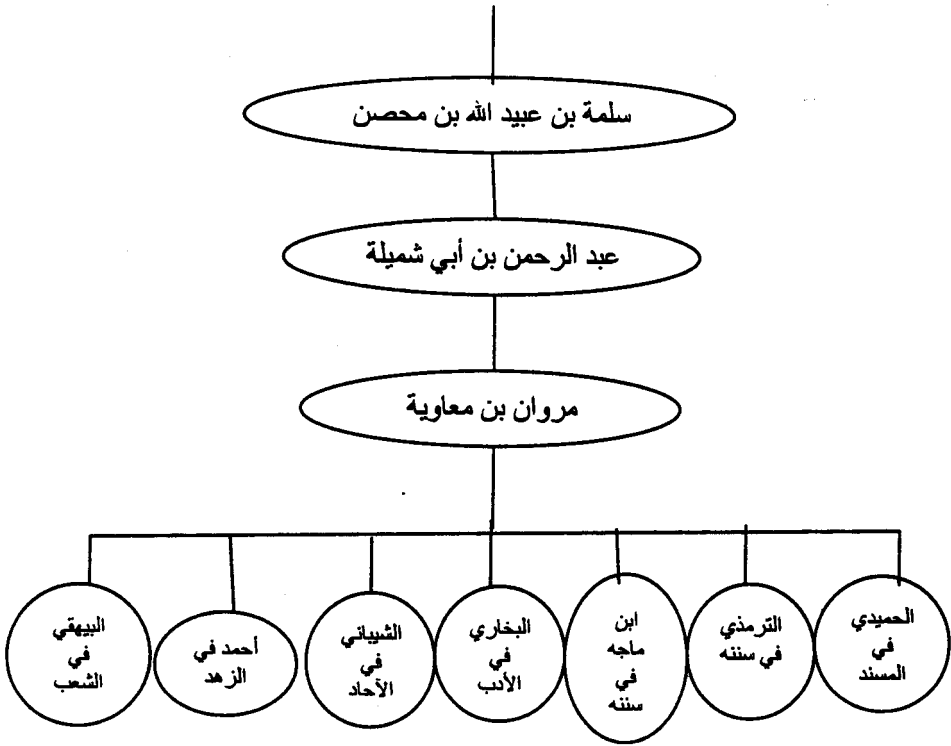 سلمة بن عبيد الله بن محصن
عبد الرحمن بن أبي شميلة
مروان بن معاوية
الحميدي
في
المسند
الترمذي
في سننه
ابن
ماجه
في
سننه
البخاري
في
الأدب
الشيباني
في
الآحاد
أحمد في
الزهد
البيهقي
في
الشعب